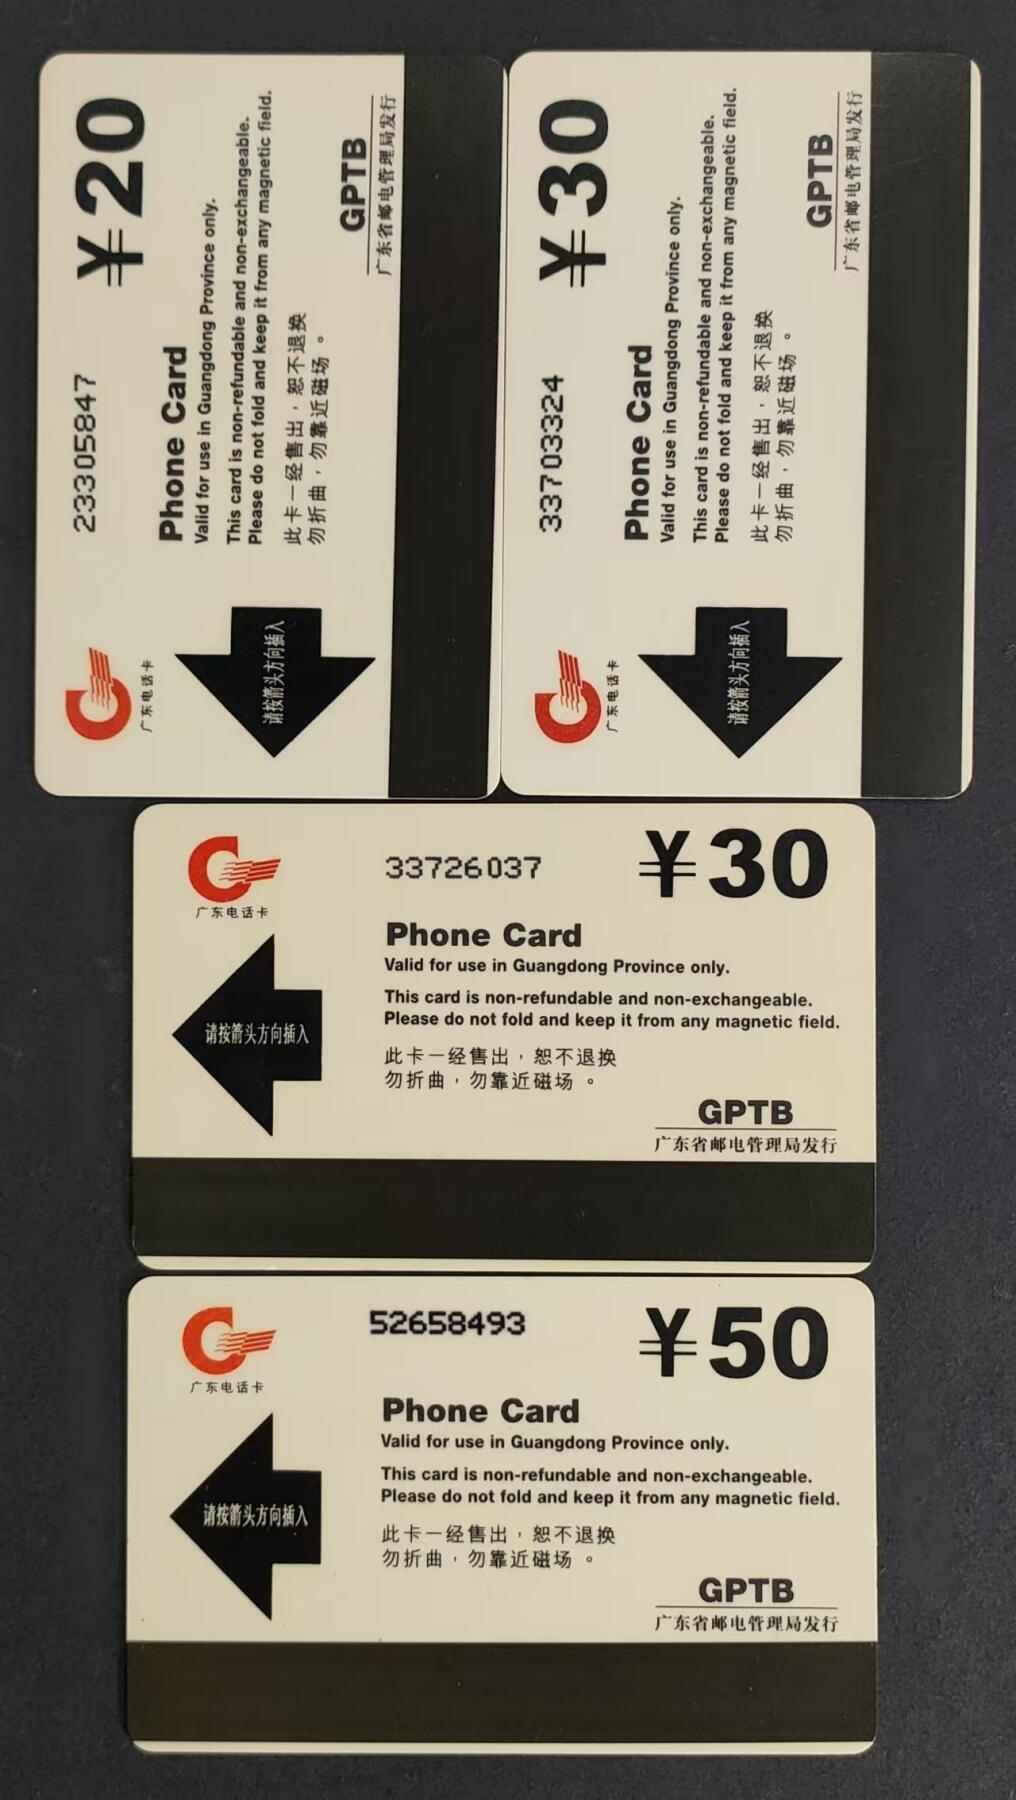 ¥20
23305847
Phone Card
Valid for use in Guangdong Province only.
This card is non-refundable and non-exchangeable.
Please do not fold and keep it from any magnetic field.
此卡一经售出，恕不退换
勿折曲，勿靠近磁场。
GPTB
广东省邮电管理局发行
广东电话卡
请按箭头方向插入
¥30
33703324
Phone Card
Valid for use in Guangdong Province only.
This card is non-refundable and non-exchangeable.
Please do not fold and keep it from any magnetic field.
此卡一经售出，恕不退换
勿折曲，勿靠近磁场。
GPTB
广东省邮电管理局发行
广东电话卡
请按箭头方向插入
33726037
¥30
广东电话卡
Phone Card
Valid for use in Guangdong Province only.
This card is non-refundable and non-exchangeable.
Please do not fold and keep it from any magnetic field.
请按箭头方向插入
此卡一经售出，恕不退换
勿折曲，勿靠近磁场。
GPTB
广东省邮电管理局发行
52658493
¥50
广东电话卡
Phone Card
Valid for use in Guangdong Province only.
This card is non-refundable and non-exchangeable.
Please do not fold and keep it from any magnetic field.
请按箭头方向插入
此卡一经售出，恕不退换
勿折曲，勿靠近磁场。
GPTB
广东省邮电管理局发行